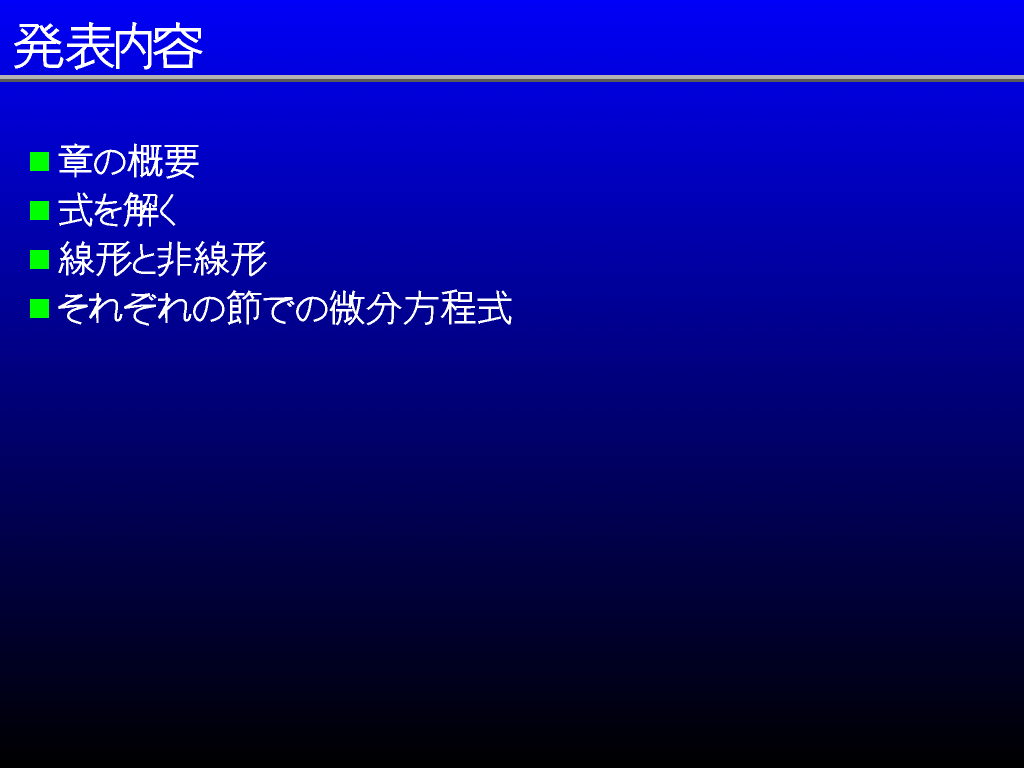 発表内容
章の概要
式を解く
線形と非線形
それぞれの節での微分方程式